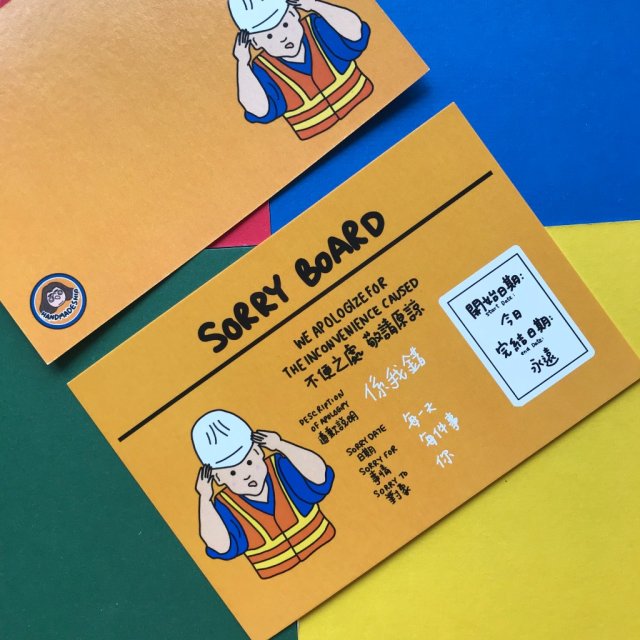 HANDMADESHIP
SORRY BOARD
WE APOLOGIZE FOR
THE INCONVENIENCE CAUSED
不便之處 敬請原諒
DESCRIPTION
OF APOLOGY
道歉說明
係我錯
SORRY DATE
日期
每一天
SORRY FOR
事情
每件事
SORRY TO
對象
你
開始日期:
Start Date:
今日
完結日期:
end Date:
永遠